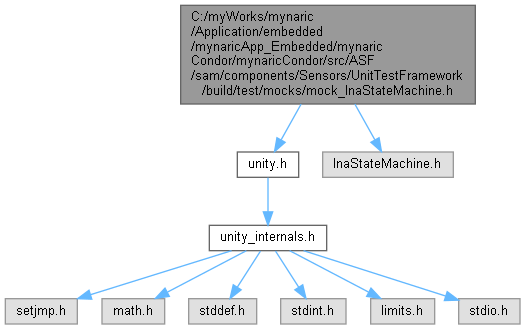 C:/myWorks/mynaric
/Application/embedded
/mynaricApp_Embedded/mynaric
Condor/mynaricCondor/src/ASF
/sam/components/Sensors/UnitTestFramework
/build/test/mocks/mock_InaStateMachine.h
unity.h
InaStateMachine.h
unity_internals.h
setjmp.h
math.h
stddef.h
stdint.h
limits.h
stdio.h